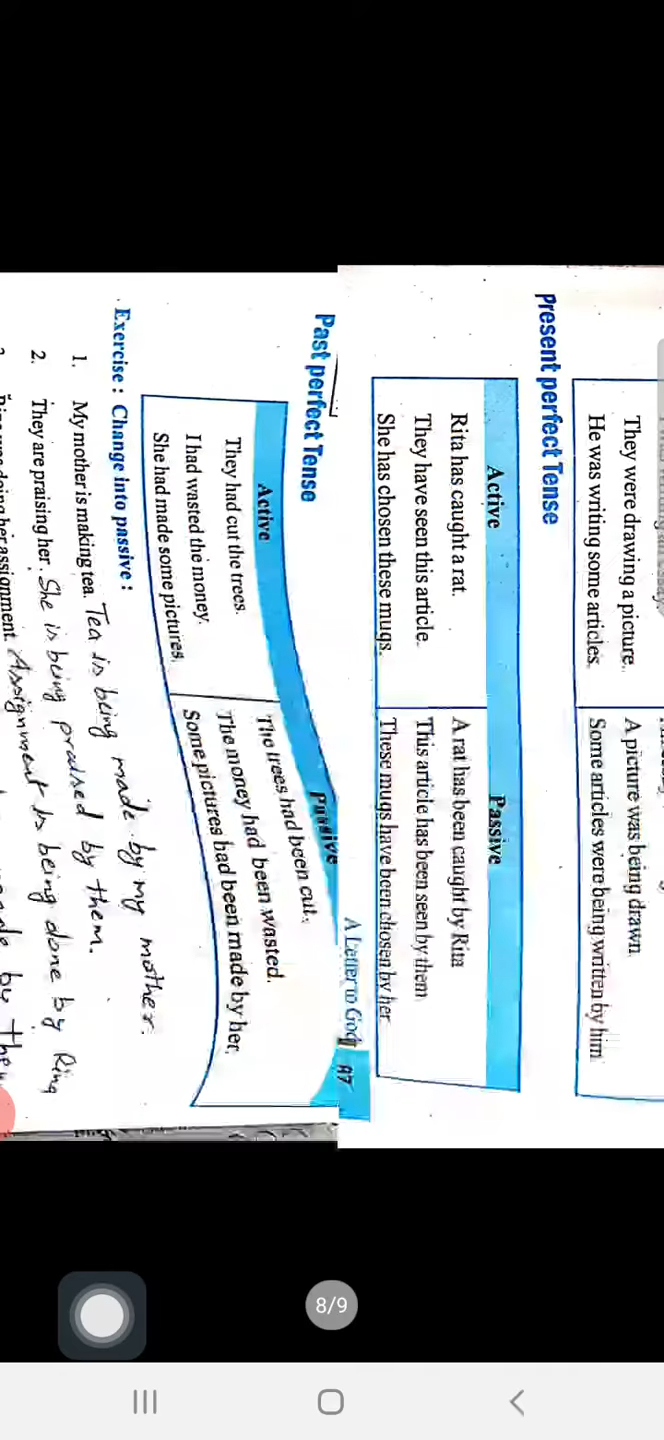 They were drawing a picture. A picture was being drawn.
He was writing some articles. Some articles were being written by him.
Present perfect Tense
Active Passive
Rita has caught a rat. A rat has been caught by Rita
They have seen this article. This article has been seen by them
She has chosen these mugs. These mugs have been chosen by her
A Letter to God 87
Past perfect Tense
Active Passive
They had cut the trees. The trees had been cut.
I had wasted the money. The money had been wasted.
She had made some pictures. Some pictures had been made by her.
Exercise : Change into passive :
1. My mother is making tea. Tea is being made by my mother.
2. They are praising her. She is being praised by them.
was doing her assignment. Assignment is being done by Ring
by
8/9